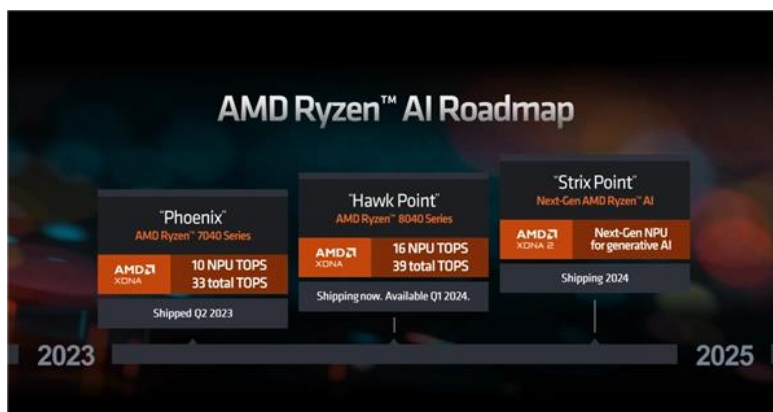 AMD Ryzen™ AI Roadmap
"Phoenix"
AMD Ryzen™ 7040 Series
AMD
XDNA
10 NPU TOPS
33 total TOPS
Shipped Q2 2023
"Hawk Point"
AMD Ryzen™ 8040 Series
AMD
XDNA
16 NPU TOPS
39 total TOPS
Shipping now. Available Q1 2024.
"Strix Point"
Next-Gen AMD Ryzen™ AI
AMD
XDNA 2
Next-Gen NPU
for generative AI
Shipping 2024
2023
2025